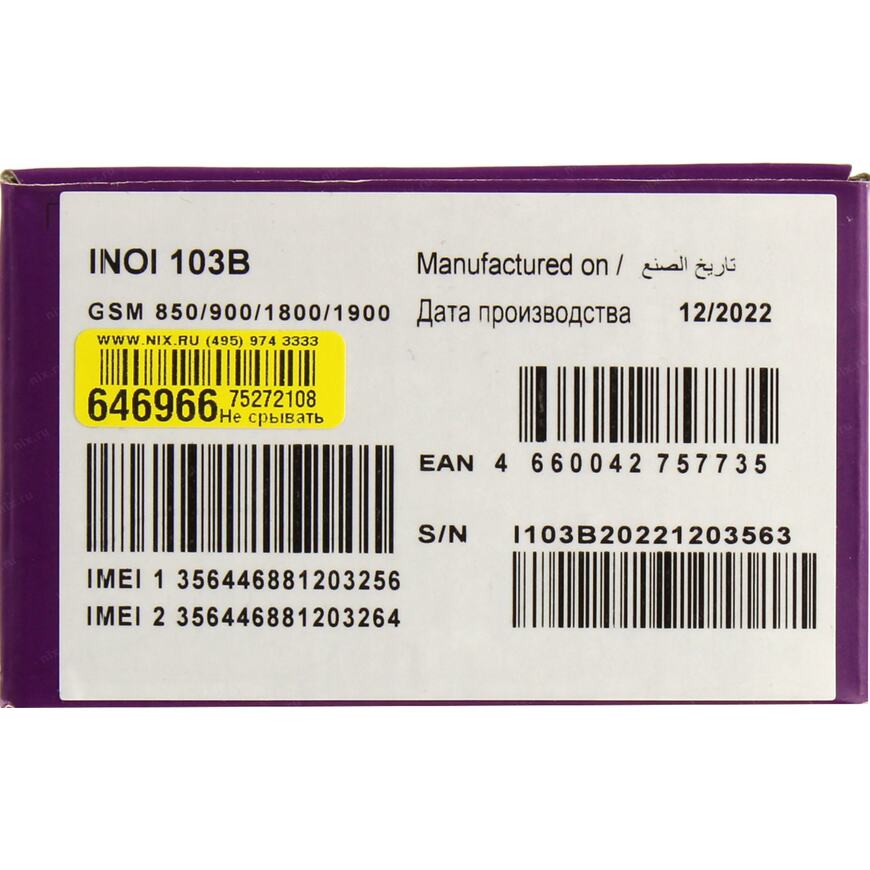 INOI 103B
GSM 850/900/1800/1900
Manufactured on / تاريخ الصنع
Дата производства 12/2022
WWW.NIX.RU (495) 974 3333
646966 75272108
Не срывать
EAN 4 660042 757735
S/N I103B20221203563
IMEI 1 356446881203256
IMEI 2 356446881203264